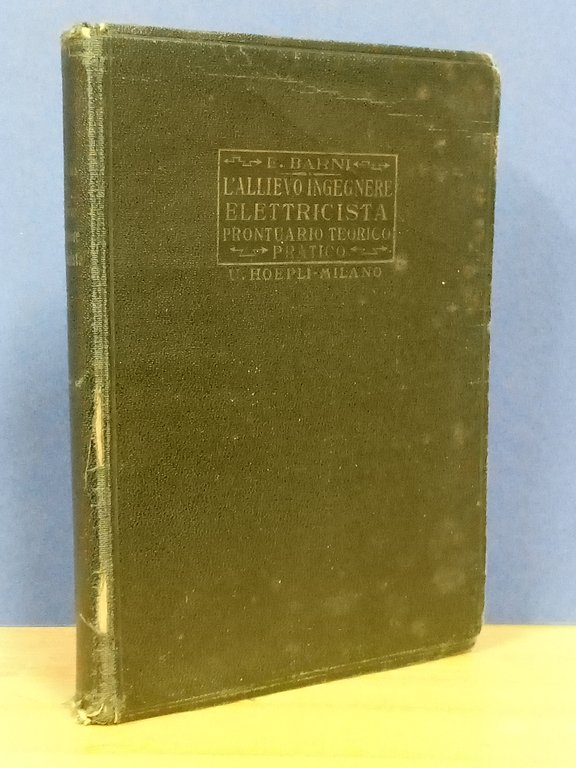 E. BARNI
L'ALLIEVO INGEGNERE
ELETTRICISTA
PRONTUARIO TEORICO
PRATICO
U. HOEPLI-MILANO